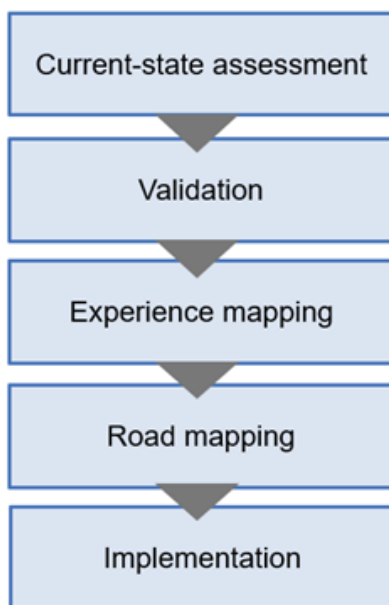 Current-state assessment
Validation
Experience mapping
Road mapping
Implementation